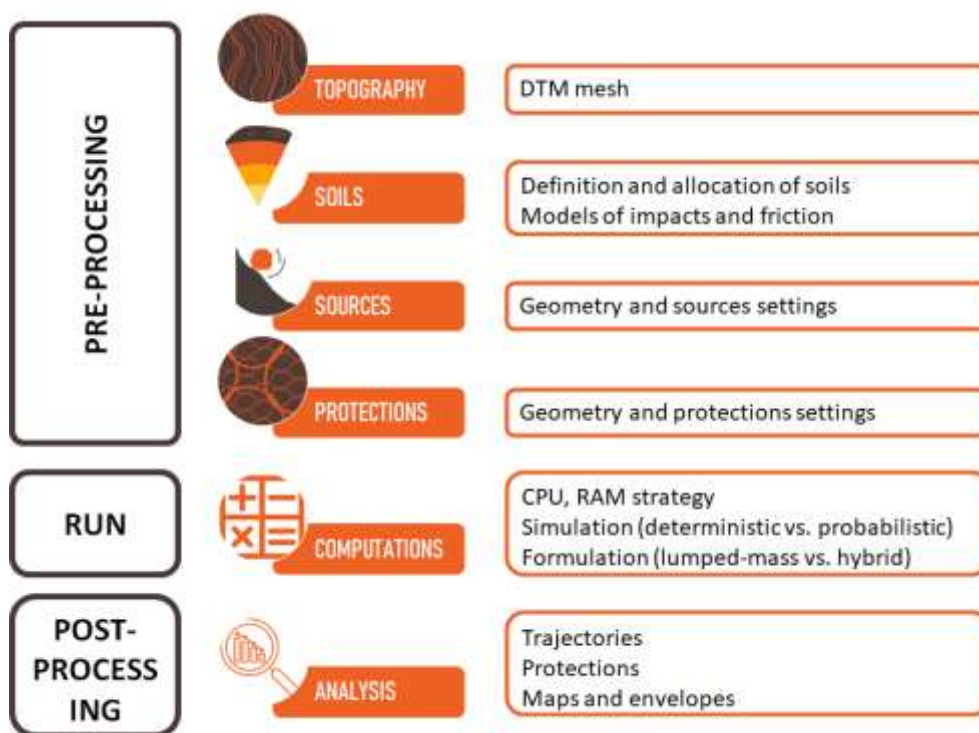 PRE-PROCESSING
TOPOGRAPHY
DTM mesh
SOILS
Definition and allocation of soils
Models of impacts and friction
SOURCES
Geometry and sources settings
PROTECTIONS
Geometry and protections settings
RUN
COMPUTATIONS
CPU, RAM strategy
Simulation (deterministic vs. probabilistic)
Formulation (lumped-mass vs. hybrid)
POST-
PROCESS
ING
ANALYSIS
Trajectories
Protections
Maps and envelopes